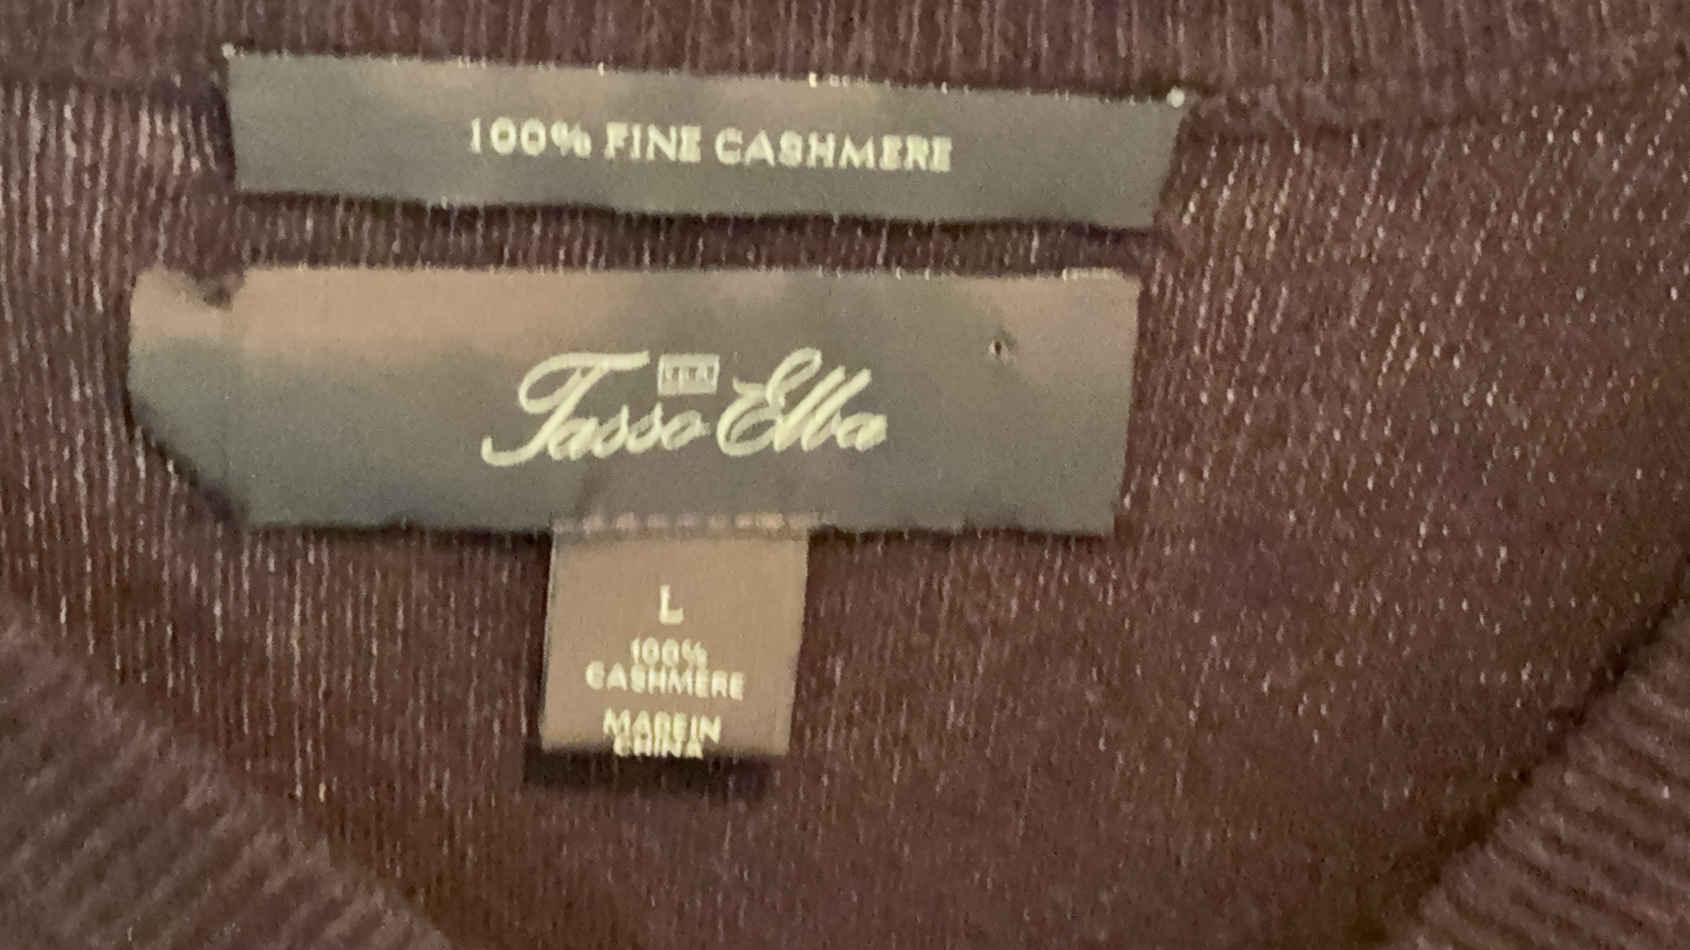 100% FINE CASHMERE
Tasso Elba
L
100%
CASHMERE
MADE IN
CHINA